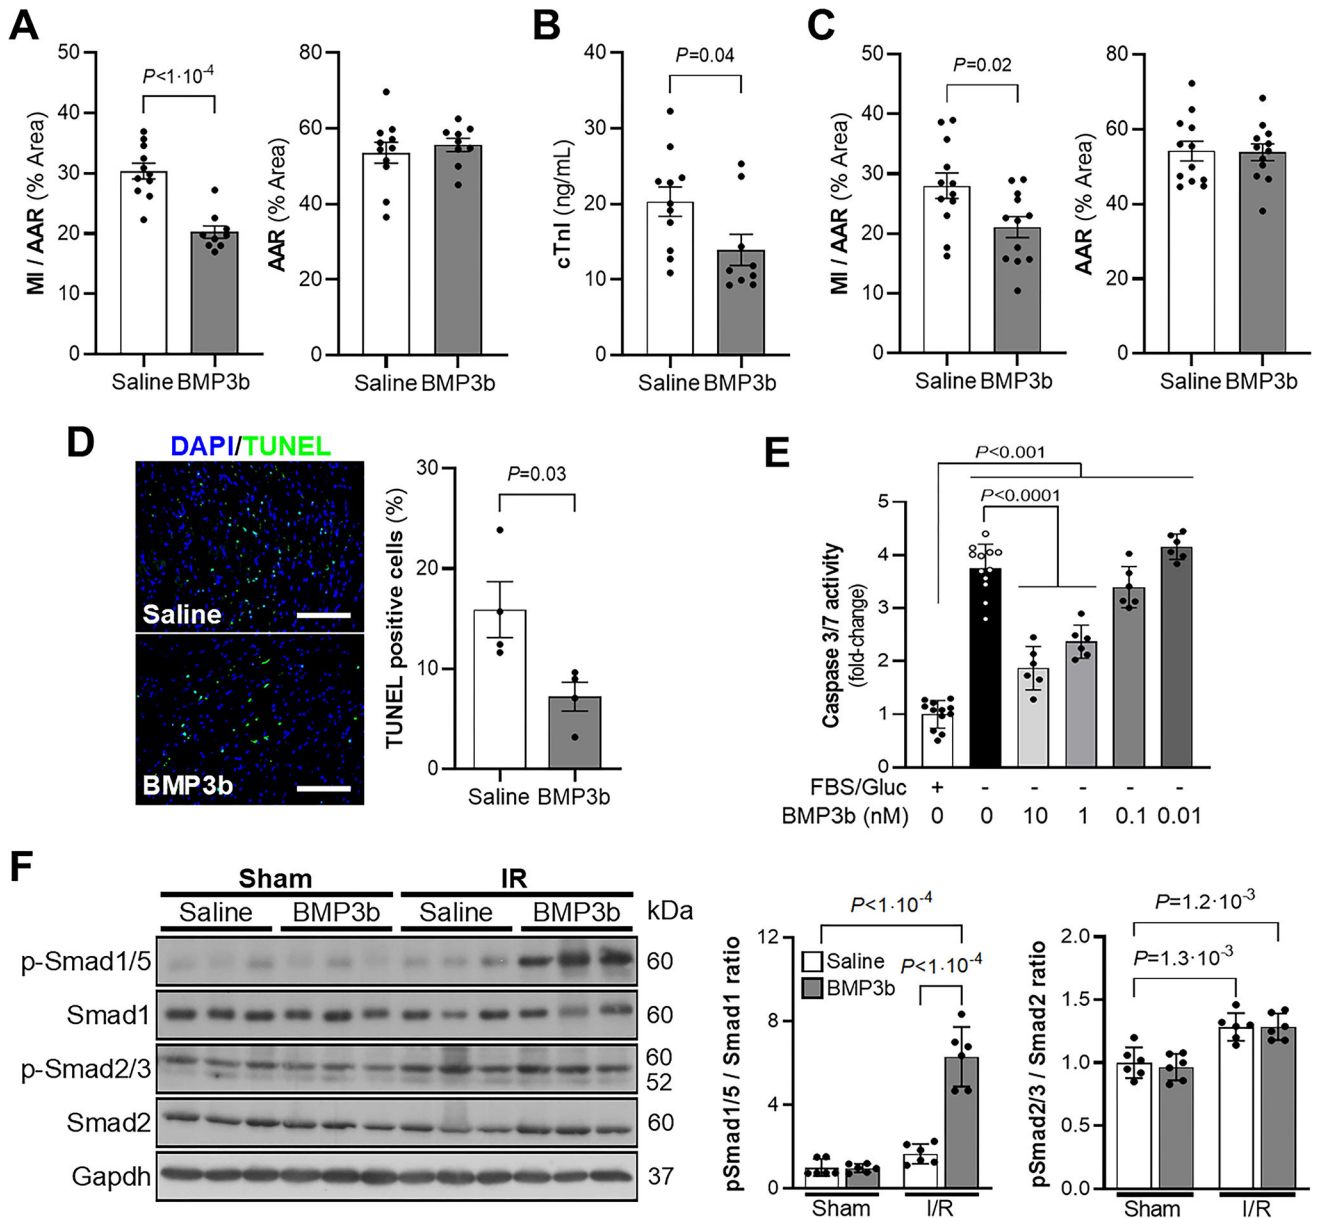 A
MI / AAR (% Area)
50
40
30
20
10
0
P<1·10-4
Saline BMP3b
AAR (% Area)
80
60
40
20
0
Saline BMP3b
B
cTnI (ng/mL)
40
30
20
10
0
P=0.04
Saline BMP3b
C
MI / AAR (% Area)
50
40
30
20
10
0
P=0.02
Saline BMP3b
AAR (% Area)
80
60
40
20
0
Saline BMP3b
D
DAPI/TUNEL
Saline
BMP3b
TUNEL positive cells (%)
30
20
10
0
P=0.03
Saline BMP3b
E
P<0.001
P<0.0001
Caspase 3/7 activity
(fold-change)
5
4
3
2
1
0
FBS/Gluc + - - - - -
BMP3b (nM) 0 0 10 1 0.1 0.01
F
Sham IR
Saline BMP3b Saline BMP3b kDa
p-Smad1/5 60
Smad1 60
p-Smad2/3 60
52
Smad2 60
Gapdh 37
pSmad1/5 / Smad1 ratio
12
8
4
0
P<1·10-4
P<1·10-4
Saline
BMP3b
Sham I/R
pSmad2/3 / Smad2 ratio
2.0
1.5
1.0
0.5
0.0
P=1.2·10-3
P=1.3·10-3
Sham I/R